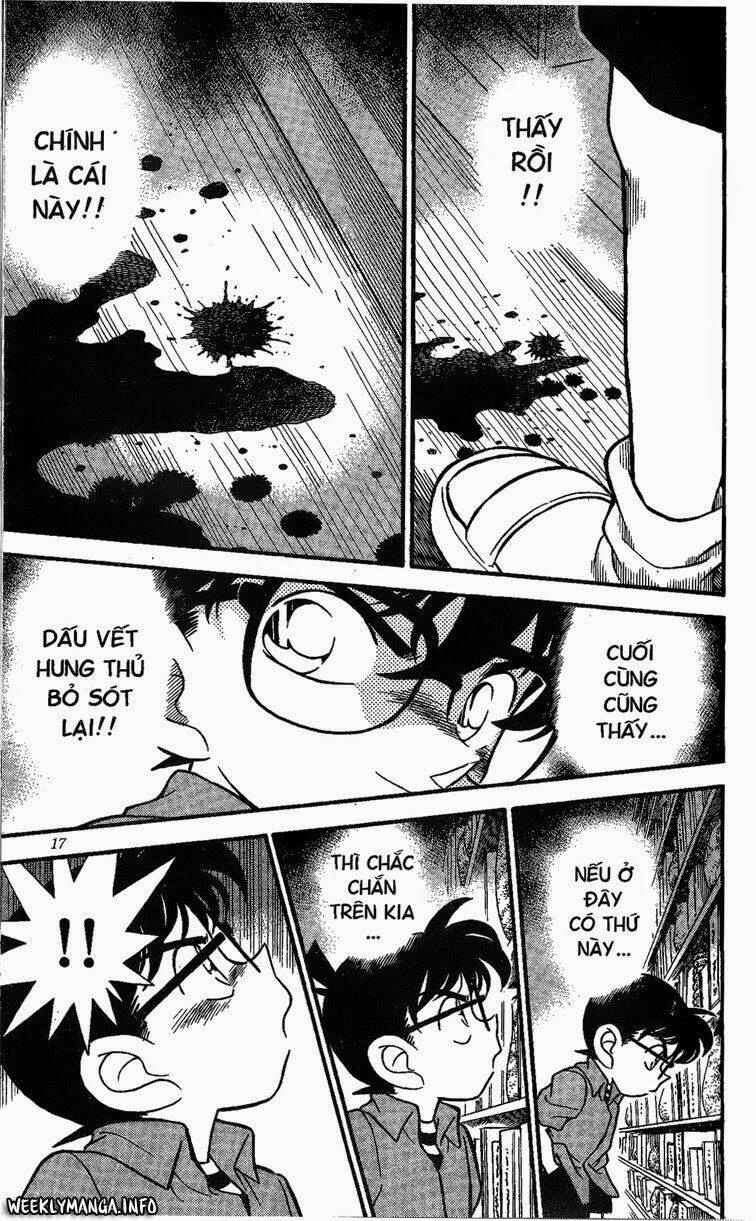 THẤY
RỒI
!!
CHÍNH
LÀ CÁI
NÀY!!
CUỐI
CÙNG
CŨNG
THẤY...
DẤU VẾT
HUNG THỦ
BỎ SÓT
LẠI!!
NẾU Ở
ĐÂY
CÓ THỨ
NÀY...
THÌ CHẮC
CHẮN
TRÊN KIA
...
!!
17
WEEKLYMANGA.INFO